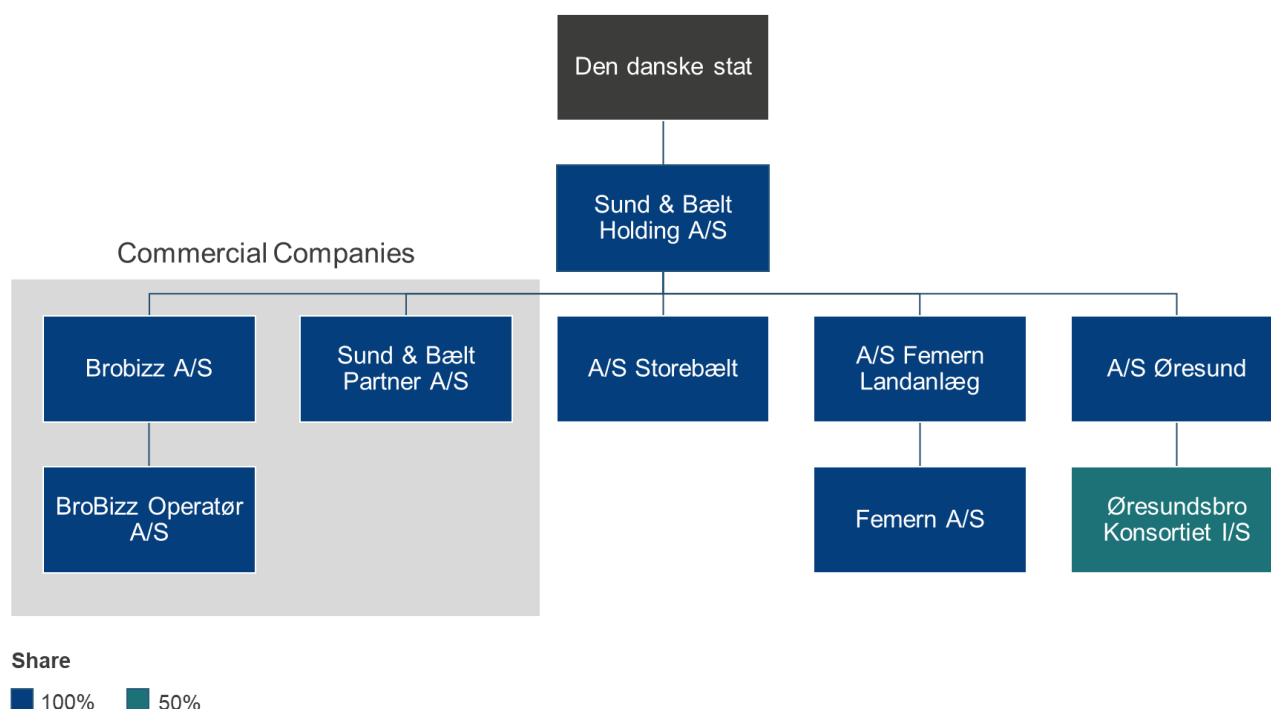 Den danske stat
Sund & Bælt
Holding A/S
Commercial Companies
Brobizz A/S
Sund & Bælt
Partner A/S
A/S Storebælt
A/S Femern
Landanlæg
A/S Øresund
BroBizz Operatør
A/S
Femern A/S
Øresundsbro
Konsortiet I/S
Share
100%
50%